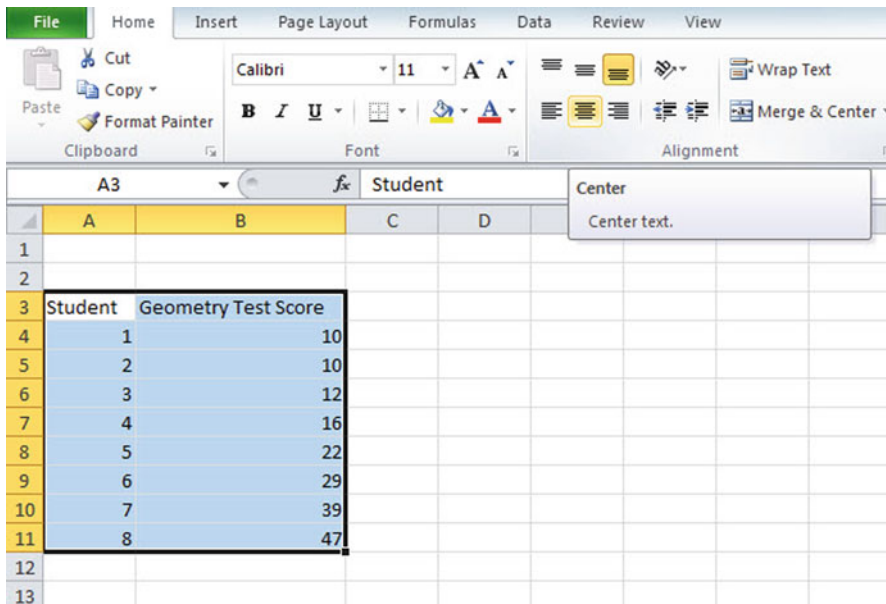 File Home Insert Page Layout Formulas Data Review View
Cut
Copy
Format Painter
Paste
Clipboard
Calibri 11 A A
B I U A
Font
Wrap Text
Merge & Center
Alignment
A3 fx Student
Center
Center text.
A B C D
1
2
3 Student Geometry Test Score
4 1 10
5 2 10
6 3 12
7 4 16
8 5 22
9 6 29
10 7 39
11 8 47
12
13